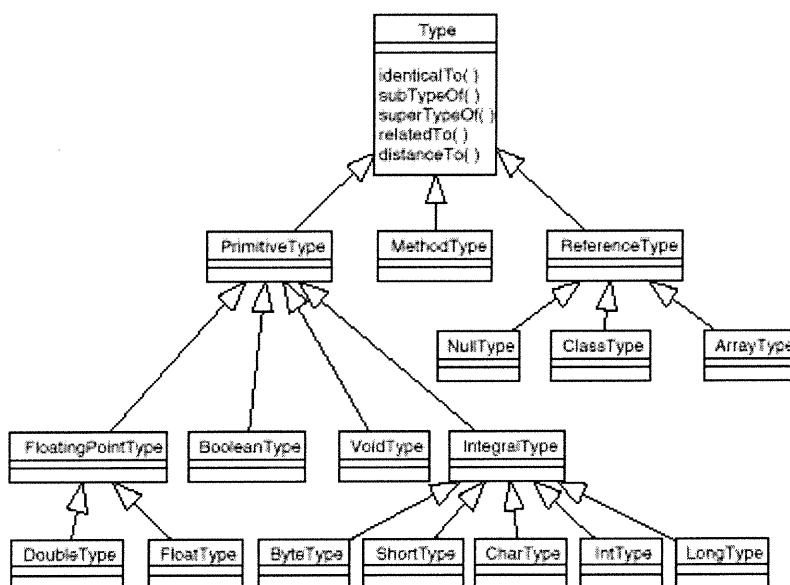 Type
identicalTo( )
subTypeOf( )
superTypeOf( )
relatedTo( )
distanceTo( )
PrimitiveType
MethodType
ReferenceType
NullType
ClassType
ArrayType
FloatingPointType
BooleanType
VoidType
IntegralType
DoubleType
FloatType
ByteType
ShortType
CharType
IntType
LongType